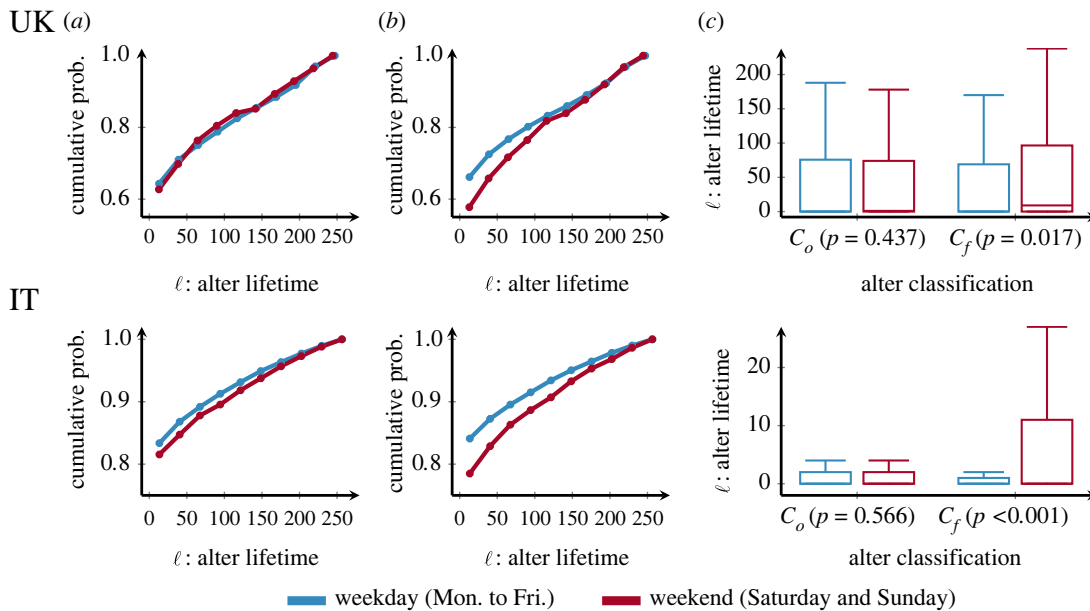 UK (a) (b) (c)
cumulative prob.
1.0
0.8
0.6
0 50 100 150 200 250
ℓ: alter lifetime
cumulative prob.
1.0
0.8
0.6
0 50 100 150 200 250
ℓ: alter lifetime
ℓ: alter lifetime
200
150
100
50
0
C_o (p = 0.437) C_f (p = 0.017)
alter classification
IT
cumulative prob.
1.0
0.9
0.8
0 50 100 150 200 250
ℓ: alter lifetime
cumulative prob.
1.0
0.9
0.8
0 50 100 150 200 250
ℓ: alter lifetime
ℓ: alter lifetime
20
10
0
C_o (p = 0.566) C_f (p <0.001)
alter classification
weekday (Mon. to Fri.) weekend (Saturday and Sunday)